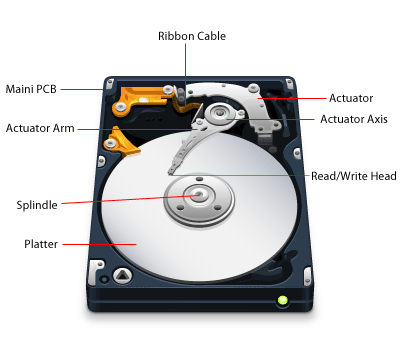 Ribbon Cable
Maini PCB
Actuator
Actuator Axis
Actuator Arm
Read/Write Head
Splindle
Platter